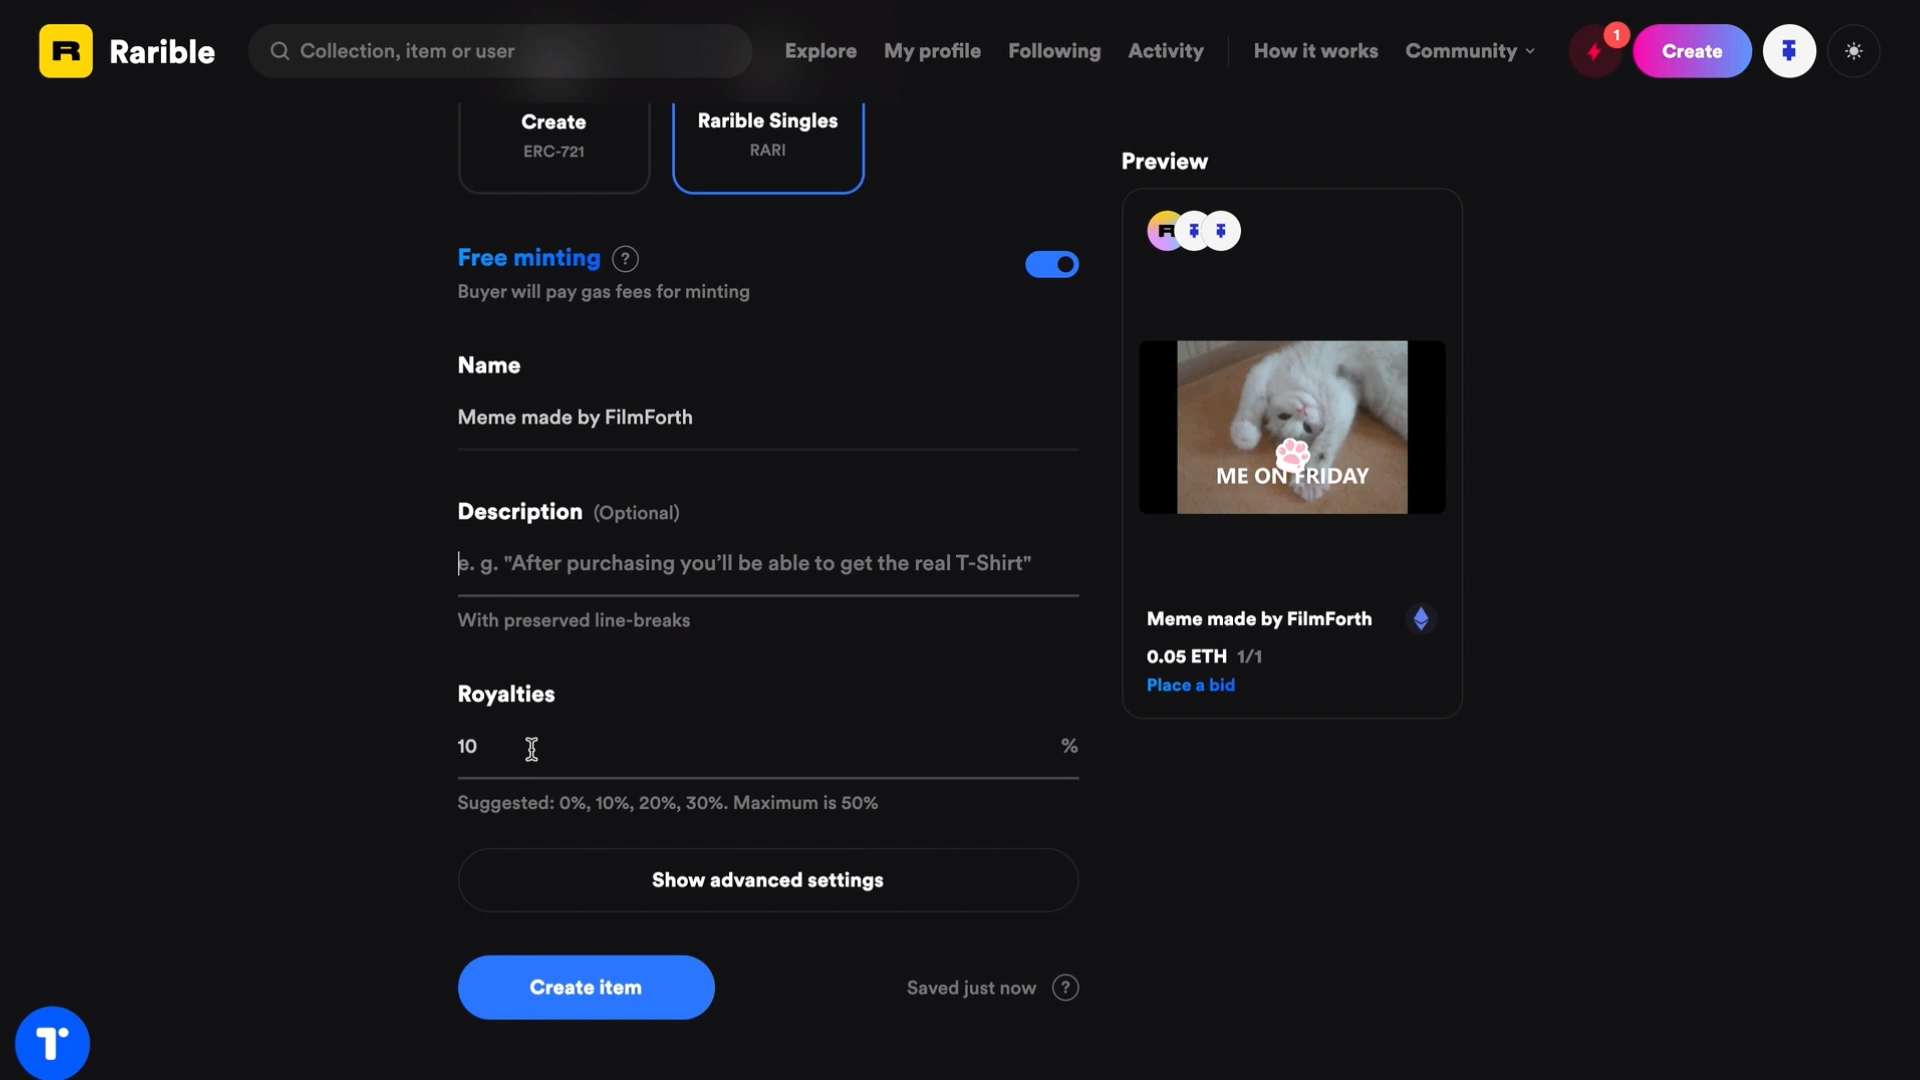 Rarible
Collection, item or user
Explore
My profile
Following
Activity
How it works
Community
1
Create
Create
ERC-721
Rarible Singles
RARI
Free minting ?
Buyer will pay gas fees for minting
Name
Meme made by FilmForth
Description (Optional)
e. g. "After purchasing you’ll be able to get the real T-Shirt"
With preserved line-breaks
Royalties
10 %
Suggested: 0%, 10%, 20%, 30%. Maximum is 50%
Show advanced settings
Create item
Saved just now ?
Preview
ME ON FRIDAY
Meme made by FilmForth
0.05 ETH 1/1
Place a bid